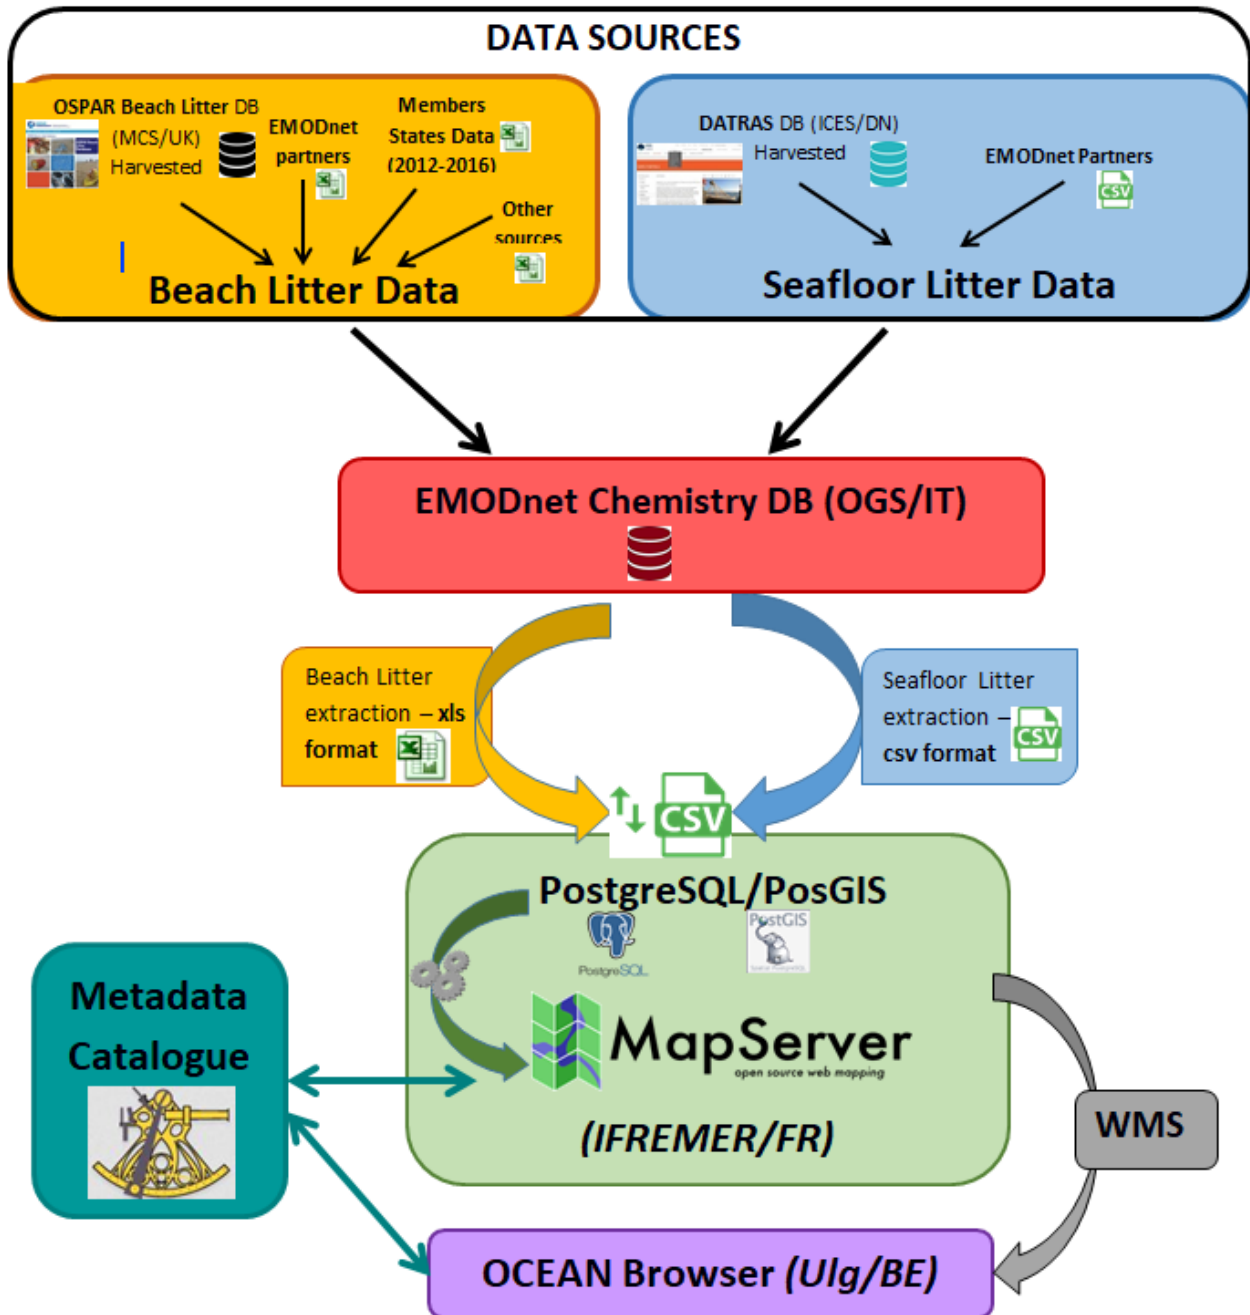 DATA SOURCES
OSPAR Beach Litter DB
(MCS/UK)
Harvested
EMODnet
partners
Members
States Data
(2012-2016)
Other
sources
Beach Litter Data
DATRAS DB (ICES/DN)
Harvested
EMODnet Partners
CSV
Seafloor Litter Data
EMODnet Chemistry DB (OGS/IT)
Beach Litter
extraction – xls
format
Seafloor Litter
extraction –
csv format
CSV
CSV
PostgreSQL/PosGIS
PostgreSQL
PostGIS
MapServer
open source web mapping
(IFREMER/FR)
Metadata
Catalogue
WMS
OCEAN Browser (Ulg/BE)